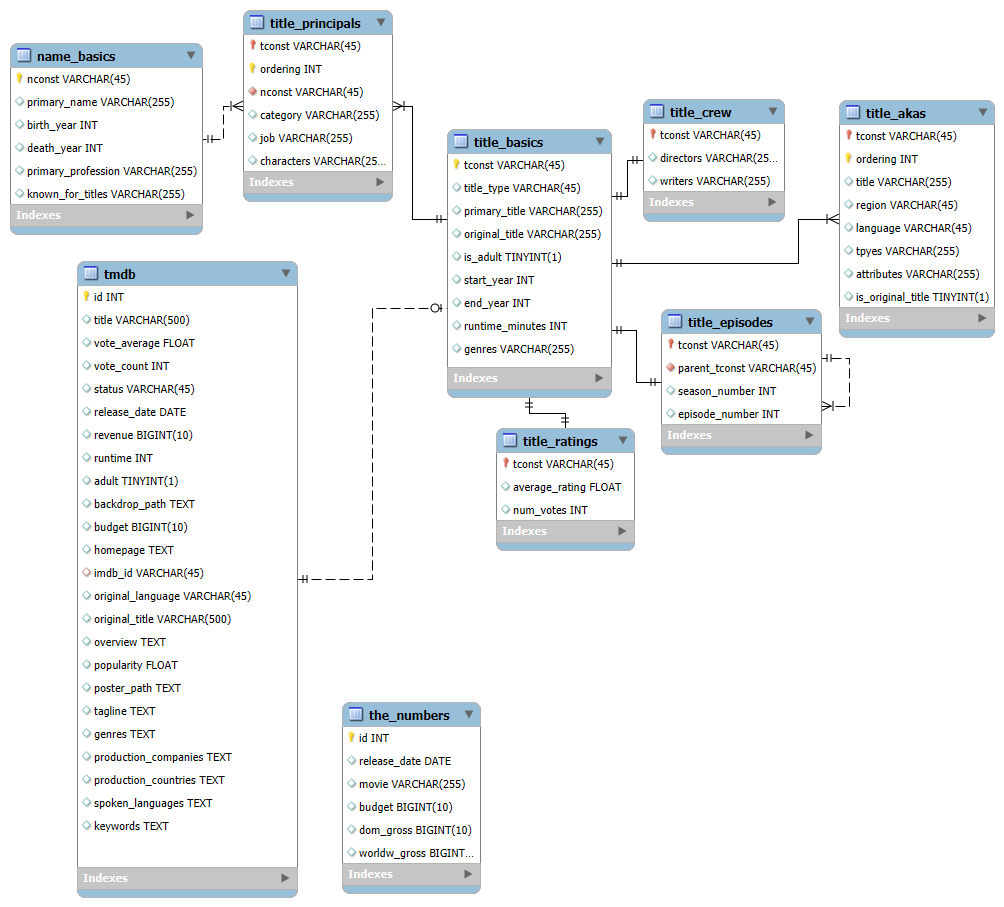 name_basics
nconst VARCHAR(45)
primary_name VARCHAR(255)
birth_year INT
death_year INT
primary_profession VARCHAR(255)
known_for_titles VARCHAR(255)
Indexes
title_principals
tconst VARCHAR(45)
ordering INT
nconst VARCHAR(45)
category VARCHAR(255)
job VARCHAR(255)
characters VARCHAR(25...
Indexes
title_basics
tconst VARCHAR(45)
title_type VARCHAR(45)
primary_title VARCHAR(255)
original_title VARCHAR(255)
is_adult TINYINT(1)
start_year INT
end_year INT
runtime_minutes INT
genres VARCHAR(255)
Indexes
title_crew
tconst VARCHAR(45)
directors VARCHAR(25...
writers VARCHAR(255)
Indexes
title_akas
tconst VARCHAR(45)
ordering INT
title VARCHAR(255)
region VARCHAR(45)
language VARCHAR(45)
tpyes VARCHAR(255)
attributes VARCHAR(255)
is_original_title TINYINT(1)
Indexes
title_episodes
tconst VARCHAR(45)
parent_tconst VARCHAR(45)
season_number INT
episode_number INT
Indexes
title_ratings
tconst VARCHAR(45)
average_rating FLOAT
num_votes INT
Indexes
tmdb
id INT
title VARCHAR(500)
vote_average FLOAT
vote_count INT
status VARCHAR(45)
release_date DATE
revenue BIGINT(10)
runtime INT
adult TINYINT(1)
backdrop_path TEXT
budget BIGINT(10)
homepage TEXT
imdb_id VARCHAR(45)
original_language VARCHAR(45)
original_title VARCHAR(500)
overview TEXT
popularity FLOAT
poster_path TEXT
tagline TEXT
genres TEXT
production_companies TEXT
production_countries TEXT
spoken_languages TEXT
keywords TEXT
Indexes
the_numbers
id INT
release_date DATE
movie VARCHAR(255)
budget BIGINT(10)
dom_gross BIGINT(10)
worldw_gross BIGINT...
Indexes